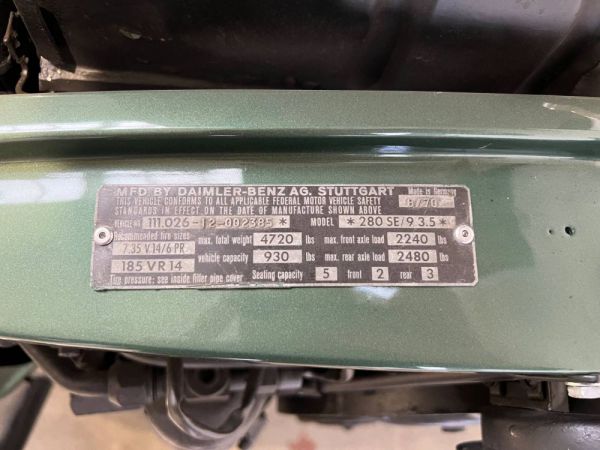 MFD BY DAIMLER-BENZ AG. STUTTGART Made in Germany
THIS VEHICLE CONFORMS TO ALL APPLICABLE FEDERAL MOTOR VEHICLE SAFETY 8/70
STANDARDS IN EFFECT ON THE DATE OF MANUFACTURE SHOWN ABOVE
VEHICLE NO. 111.026-12-002385 * MODEL * 280 SE/9 3.5 *
Recommended tire sizes
7.35 V 14/6 PR max. total weight 4720 lbs max. front axle load 2240 lbs
185 VR 14 vehicle capacity 930 lbs max. rear axle load 2480 lbs
Tire pressure: see inside filler pipe cover Seating capacity 5 front 2 rear 3